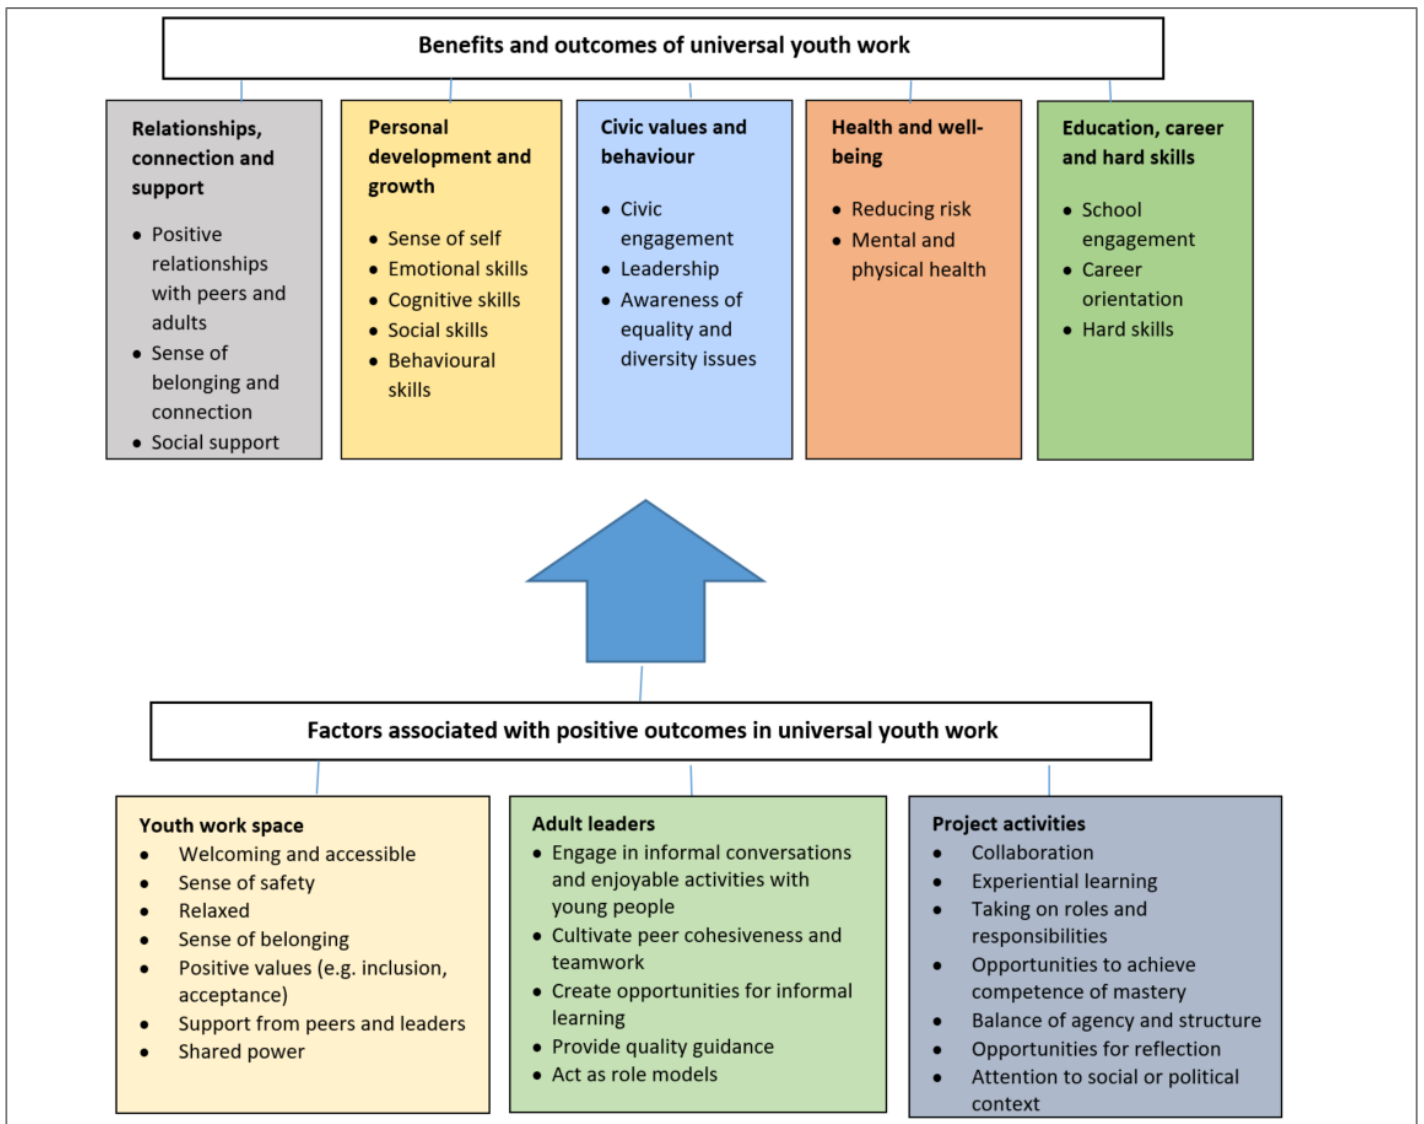 Benefits and outcomes of universal youth work
Relationships,
connection and
support
• Positive
relationships
with peers and
adults
• Sense of
belonging and
connection
• Social support
Personal
development and
growth
• Sense of self
• Emotional skills
• Cognitive skills
• Social skills
• Behavioural
skills
Civic values and
behaviour
• Civic
engagement
• Leadership
• Awareness of
equality and
diversity issues
Health and well-
being
• Reducing risk
• Mental and
physical health
Education, career
and hard skills
• School
engagement
• Career
orientation
• Hard skills
Factors associated with positive outcomes in universal youth work
Youth work space
• Welcoming and accessible
• Sense of safety
• Relaxed
• Sense of belonging
• Positive values (e.g. inclusion,
acceptance)
• Support from peers and leaders
• Shared power
Adult leaders
• Engage in informal conversations
and enjoyable activities with
young people
• Cultivate peer cohesiveness and
teamwork
• Create opportunities for informal
learning
• Provide quality guidance
• Act as role models
Project activities
• Collaboration
• Experiential learning
• Taking on roles and
responsibilities
• Opportunities to achieve
competence of mastery
• Balance of agency and structure
• Opportunities for reflection
• Attention to social or political
context